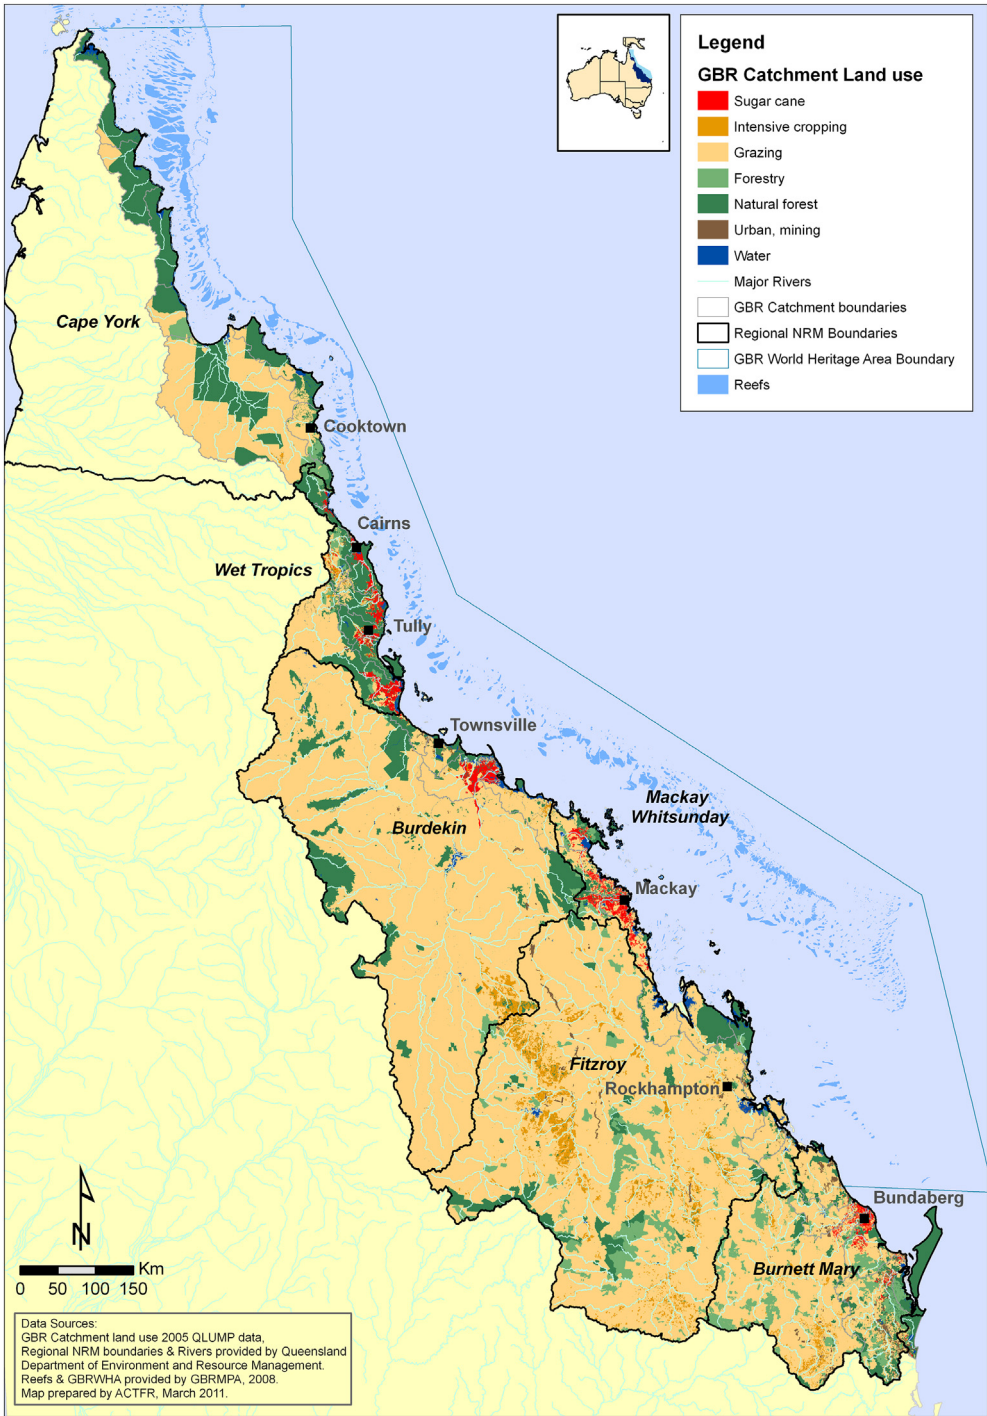 Legend
GBR Catchment Land use
Sugar cane
Intensive cropping
Grazing
Forestry
Natural forest
Urban, mining
Water
Major Rivers
GBR Catchment boundaries
Regional NRM Boundaries
GBR World Heritage Area Boundary
Reefs
Cape York
Cooktown
Cairns
Wet Tropics
Tully
Townsville
Mackay
Whitsunday
Burdekin
Mackay
Fitzroy
Rockhampton
Bundaberg
Burnett Mary
N
Km
0 50 100 150
Data Sources:
GBR Catchment land use 2005 QLUMP data,
Regional NRM boundaries & Rivers provided by Queensland
Department of Environment and Resource Management.
Reefs & GBRWHA provided by GBRMPA, 2008.
Map prepared by ACTFR, March 2011.